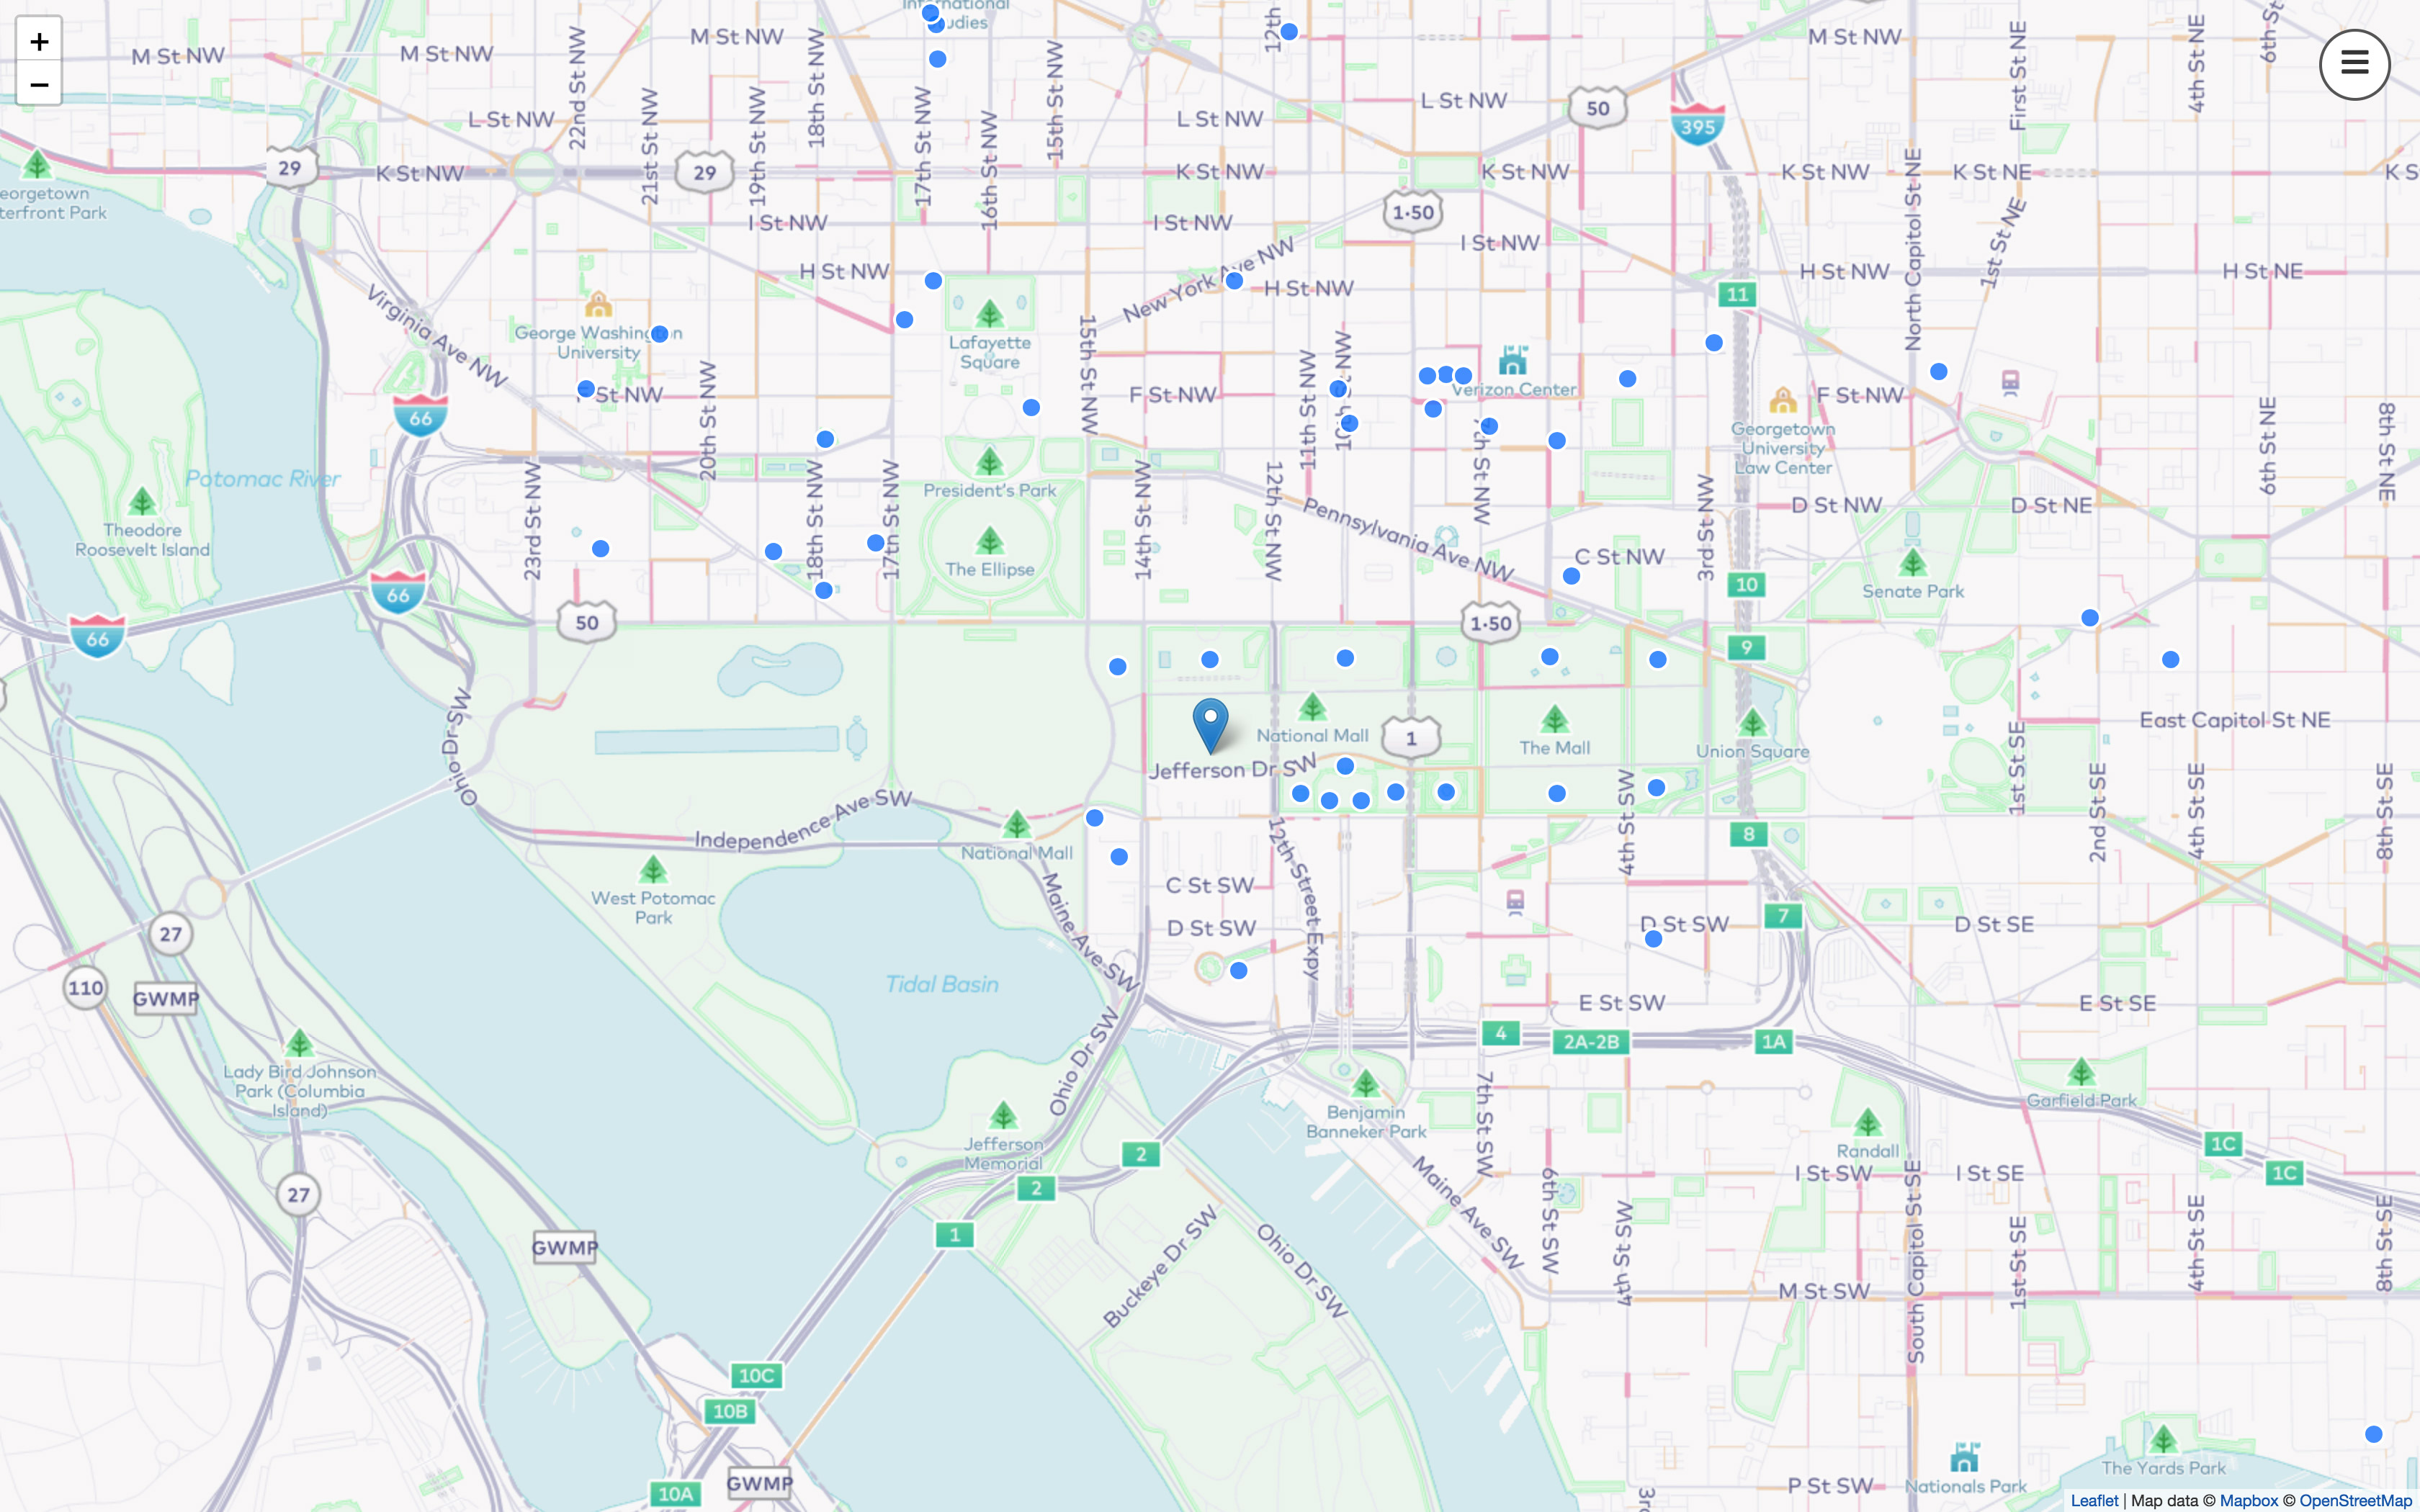 +
−
International
Studies
12th
M St NW
M St NW
M St NW
M St NW
6th St
4th St NE
First St NE
22nd St NW
18th St NW
15th St NW
L St NW
L St NW
L St NW
50
395
21st St NW
19th St NW
17th St NW
16th St NW
29
K St NW
29
K St NW
K St NW
K St NW
K St NE
K S
Georgetown
Waterfront Park
1·50
I St NW
I St NW
I St NW
North Capitol St NE
1st St NE
H St NW
New York Ave NW
H St NW
H St NW
H St NE
11
Virginia Ave NW
George Washington
University
Lafayette
Square
15th St NW
11th St NW
10th St NW
Verizon Center
F St NW
20th St NW
F St NW
F St NW
66
Georgetown
University
Law Center
6th St NE
8th St NE
Potomac River
President's Park
7th St NW
Theodore
Roosevelt Island
23rd St NW
18th St NW
17th St NW
14th St NW
12th St NW
Pennsylvania Ave NW
3rd St NW
D St NW
D St NE
The Ellipse
C St NW
10
Senate Park
66
66
50
1·50
9
Ohio Dr SW
National Mall
1
The Mall
Union Square
East Capitol St NE
Jefferson Dr SW
1st St SE
Independence Ave SW
National Mall
12th Street Expy
4th St SW
8
2nd St SE
4th St SE
8th St SE
West Potomac
Park
Maine Ave SW
C St SW
D St SW
7
D St SW
D St SE
27
110
GWMP
Tidal Basin
E St SW
E St SE
4
2A-2B
1A
Lady Bird Johnson
Park (Columbia
Island)
Ohio Dr SW
Benjamin
Banneker Park
7th St SW
Garfield Park
Randall
Jefferson
Memorial
2
2
1C
1C
27
I St SW
I St SE
Maine Ave SW
6th St SW
4th St SW
South Capitol St SE
1st St SE
4th St SE
8th St SE
1
GWMP
Buckeye Dr SW
Ohio Dr SW
M St SW
10C
10B
GWMP
10A
P St SW
3rd
Nationals Park
The Yards Park
Leaflet | Map data © Mapbox © OpenStreetMap